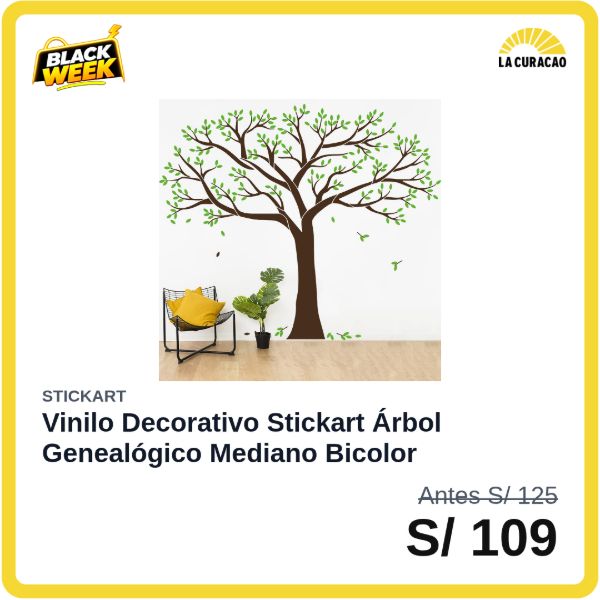 BLACK
WEEK
LA CURACAO
STICKART
Vinilo Decorativo Stickart Árbol
Genealógico Mediano Bicolor
Antes S/ 125
S/ 109